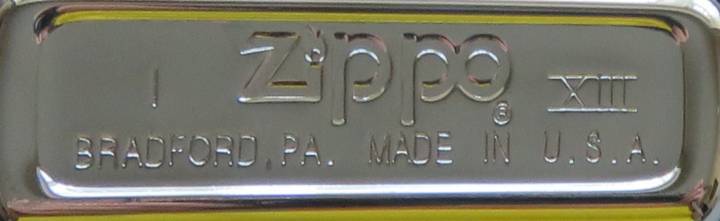 I Zippo® XIII
BRADFORD, PA. MADE IN U.S.A.